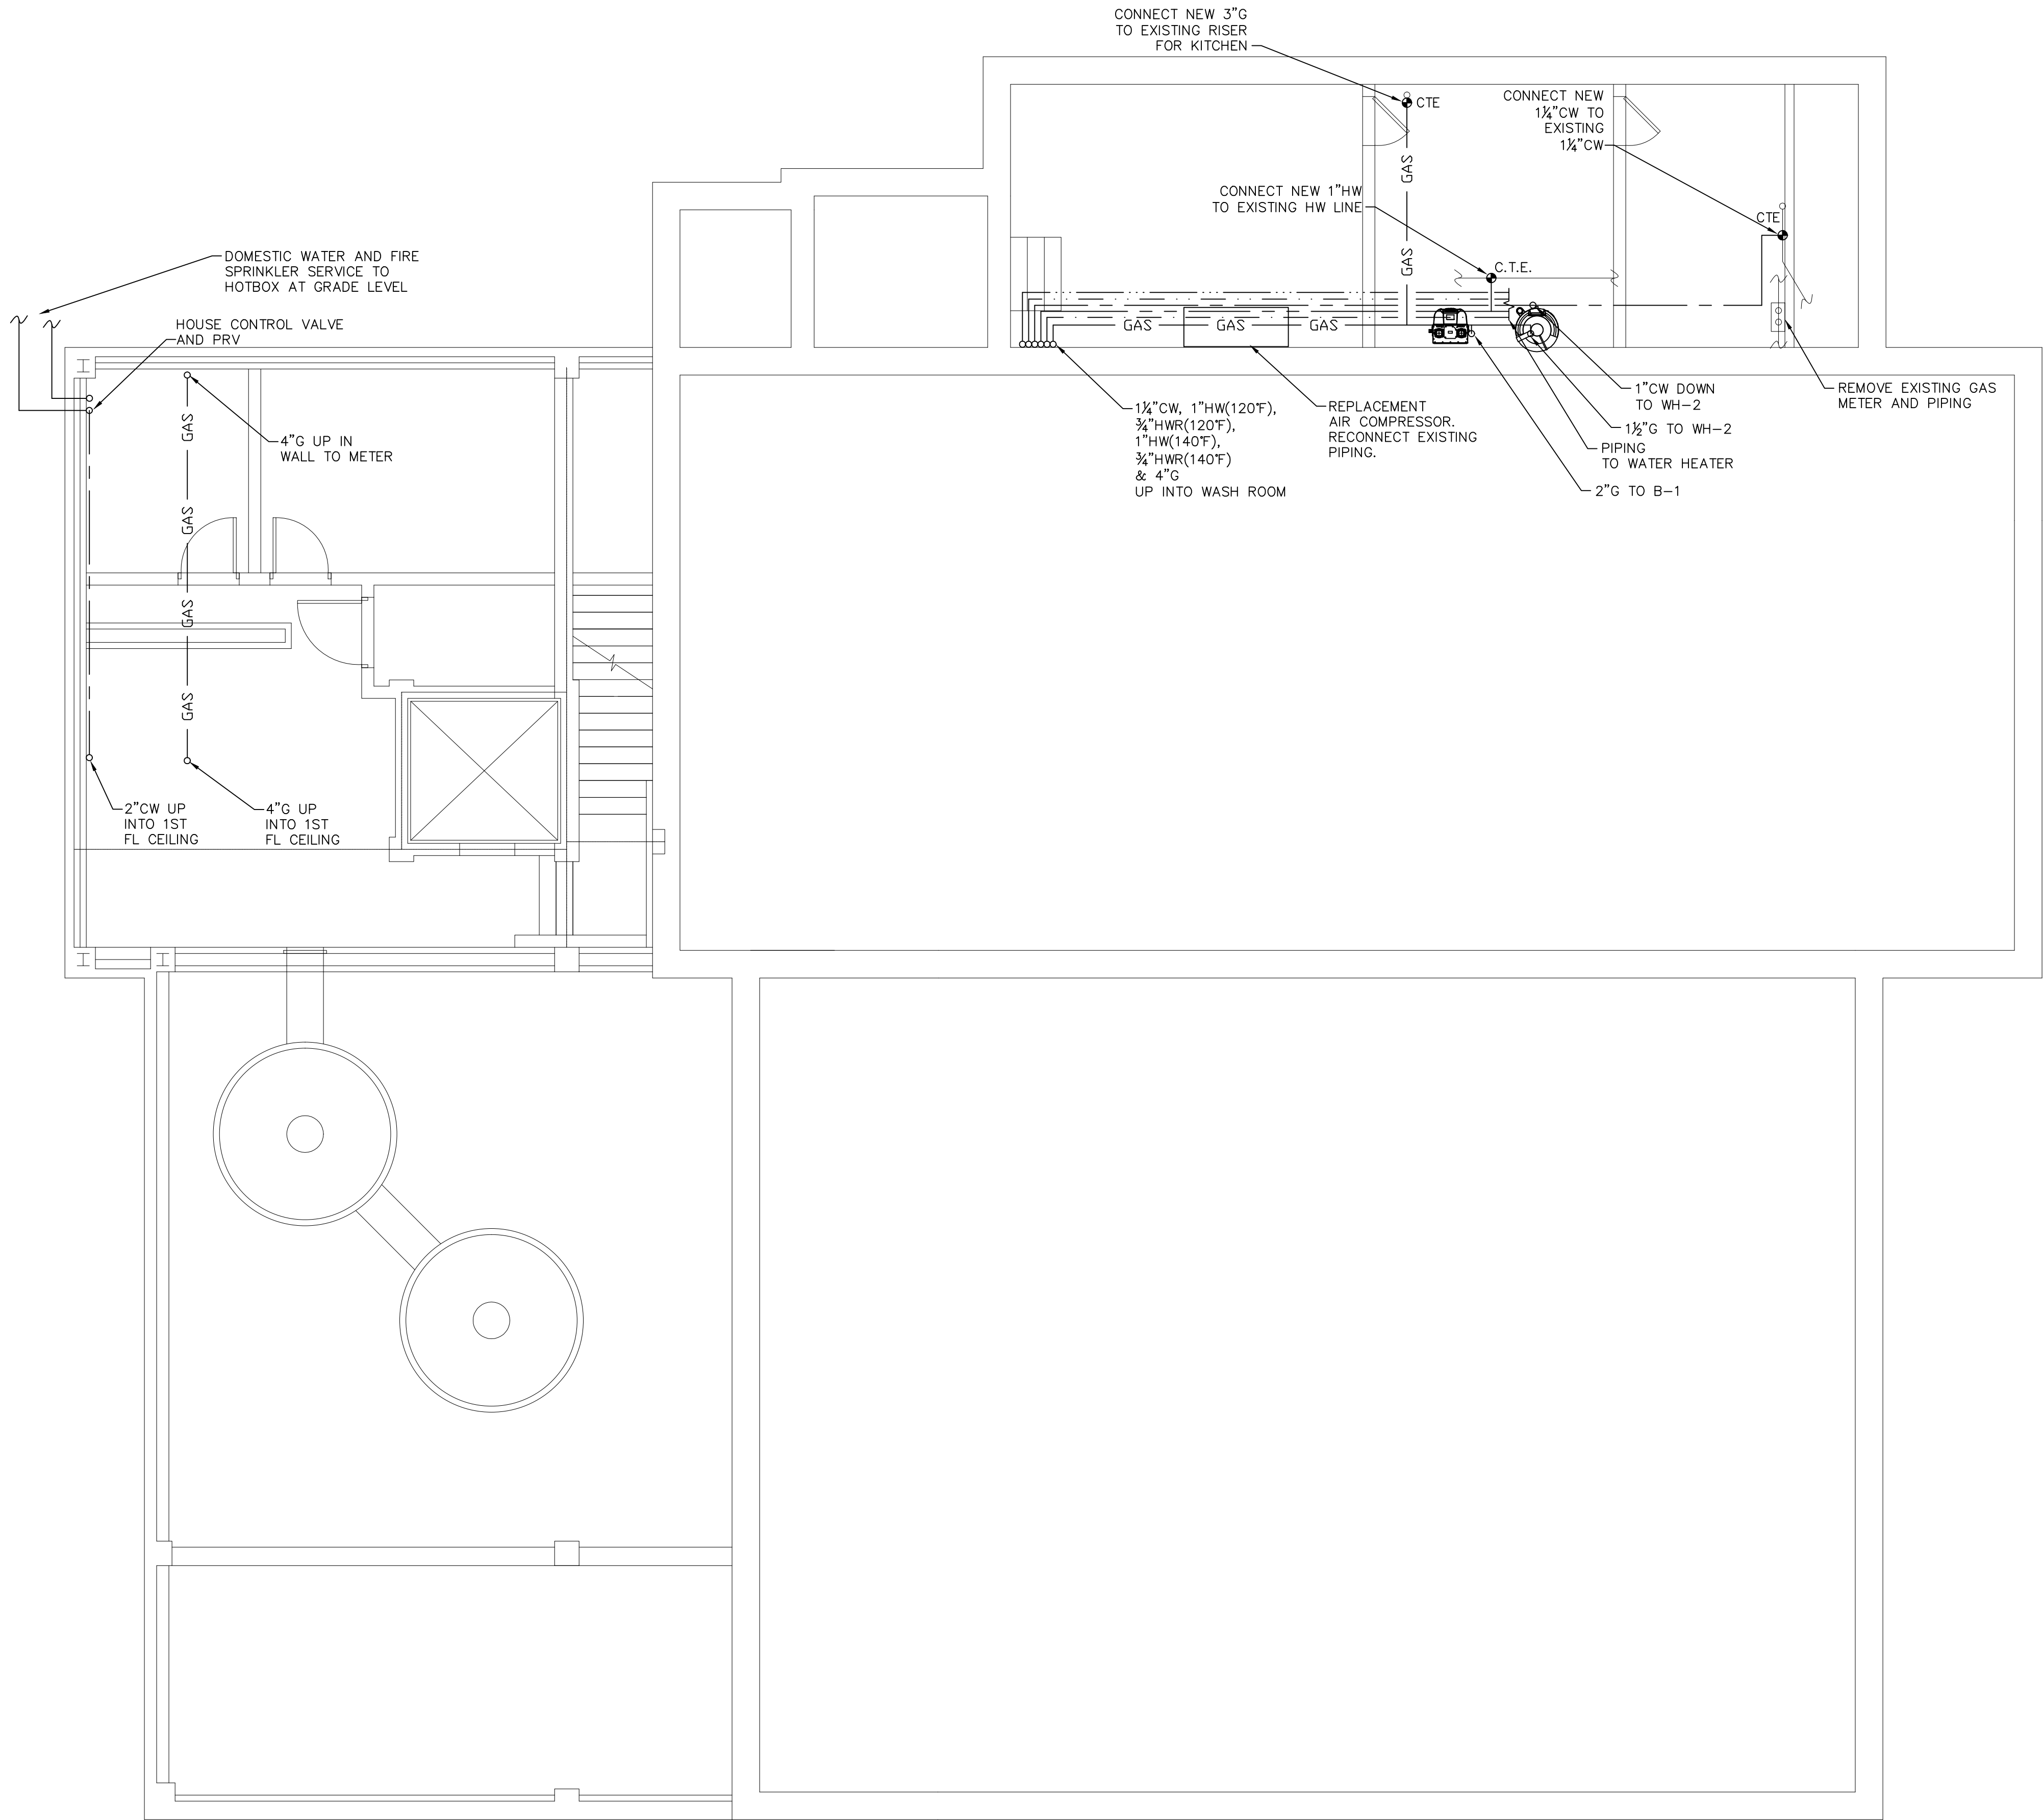 CONNECT NEW 3"G
TO EXISTING RISER
FOR KITCHEN
CTE
CONNECT NEW
1¼"CW TO
EXISTING
1¼"CW
GAS
CONNECT NEW 1"HW
TO EXISTING HW LINE
CTE
GAS
C.T.E.
DOMESTIC WATER AND FIRE
SPRINKLER SERVICE TO
HOTBOX AT GRADE LEVEL
HOUSE CONTROL VALVE
AND PRV
GAS
GAS
GAS
1"CW DOWN
TO WH-2
REMOVE EXISTING GAS
METER AND PIPING
1¼"CW, 1"HW(120°F),
¾"HWR(120°F),
1"HW(140°F),
¾"HWR(140°F)
& 4"G
UP INTO WASH ROOM
REPLACEMENT
AIR COMPRESSOR.
RECONNECT EXISTING
PIPING.
1½"G TO WH-2
PIPING
TO WATER HEATER
2"G TO B-1
GAS
4"G UP IN
WALL TO METER
GAS
GAS
GAS
2"CW UP
INTO 1ST
FL CEILING
4"G UP
INTO 1ST
FL CEILING